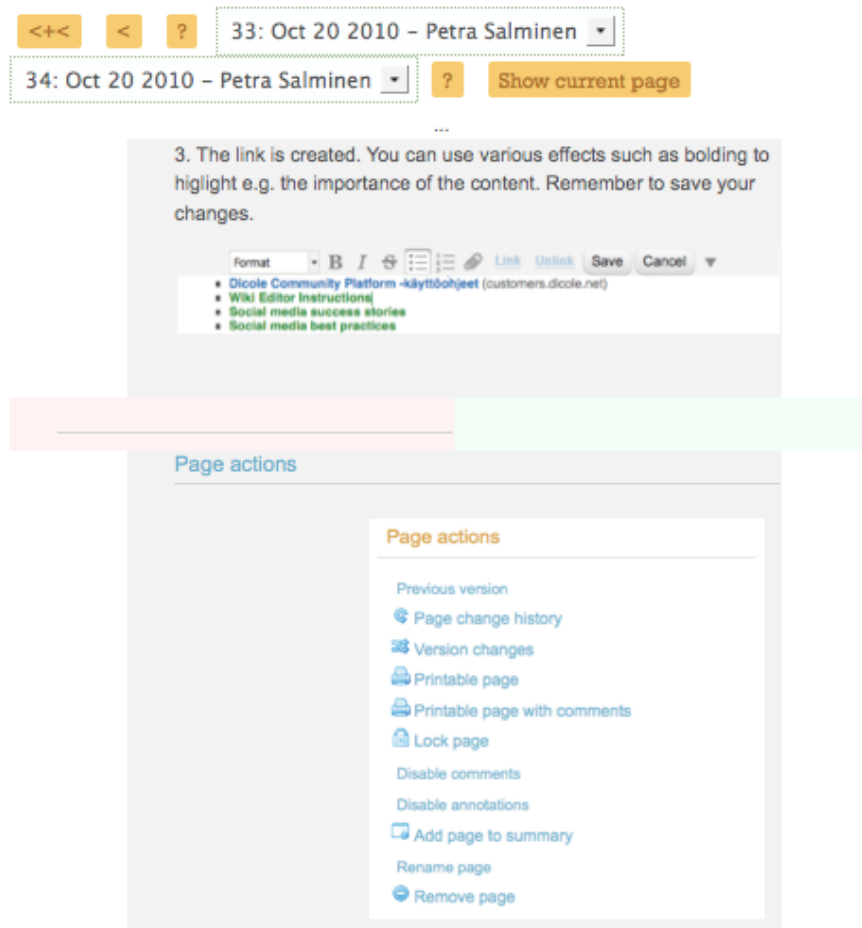 <+< < ? 33: Oct 20 2010 – Petra Salminen
34: Oct 20 2010 – Petra Salminen ? Show current page
...
3. The link is created. You can use various effects such as bolding to
higlight e.g. the importance of the content. Remember to save your
changes.
Format B I S Link Unlink Save Cancel
Dicole Community Platform -käyttöohjeet (customers.dicole.net)
Wiki Editor Instructions
Social media success stories
Social media best practices
Page actions
Page actions
Previous version
Page change history
Version changes
Printable page
Printable page with comments
Lock page
Disable comments
Disable annotations
Add page to summary
Rename page
Remove page